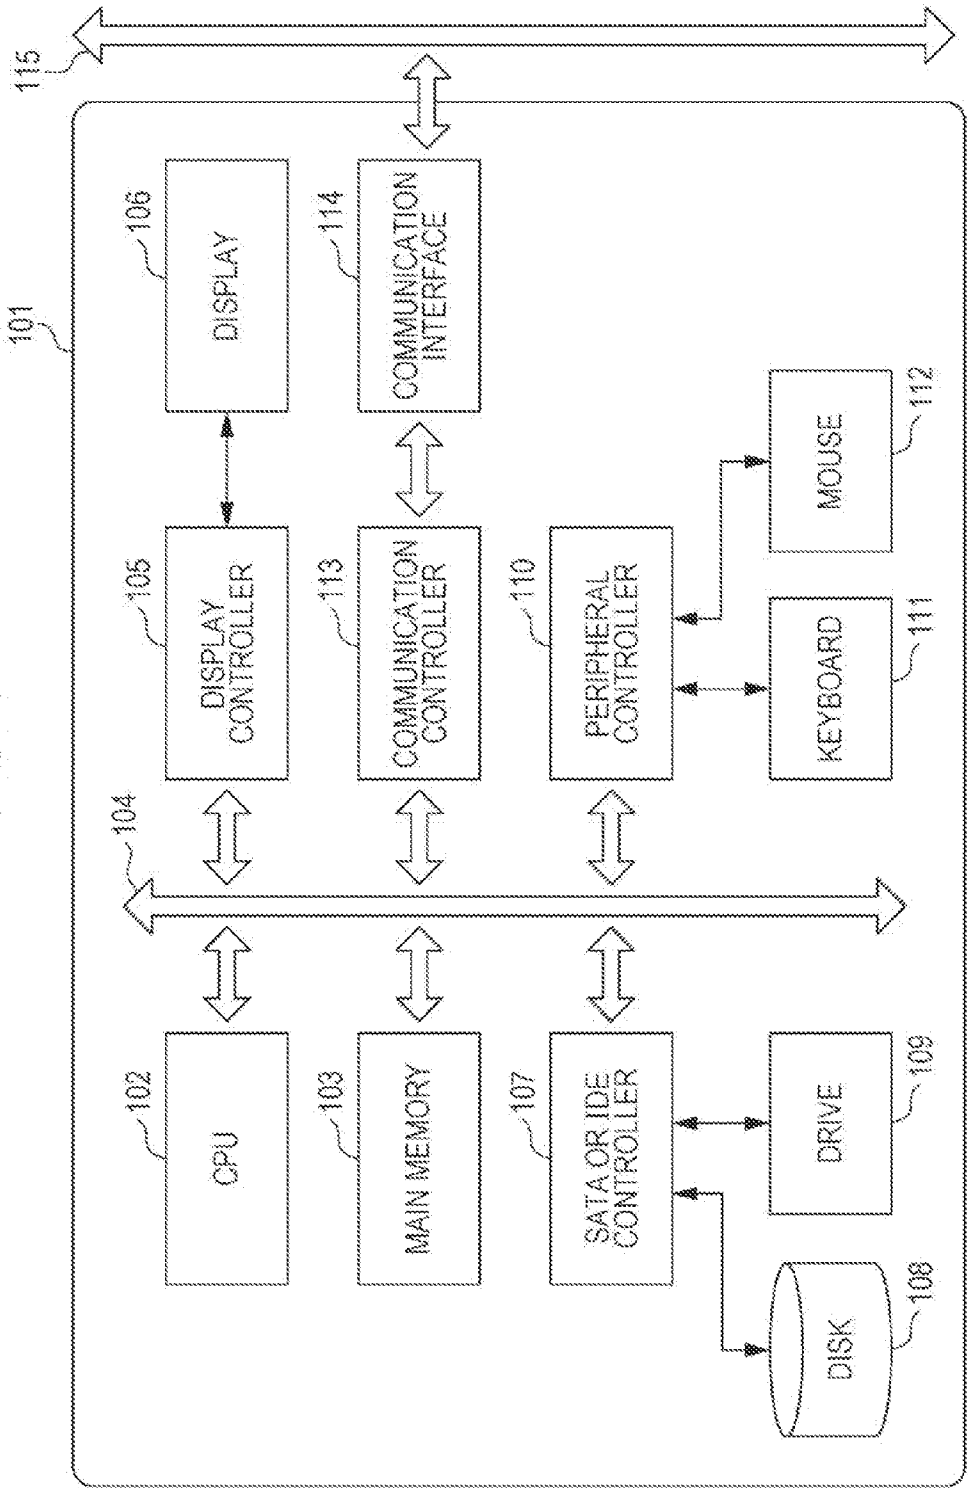 101
115
102
CPU
104
105
DISPLAY
CONTROLLER
106
DISPLAY
103
MAIN MEMORY
113
COMMUNICATION
CONTROLLER
114
COMMUNICATION
INTERFACE
107
SATA OR IDE
CONTROLLER
110
PERIPHERAL
CONTROLLER
DISK
108
DRIVE
109
KEYBOARD
111
MOUSE
112